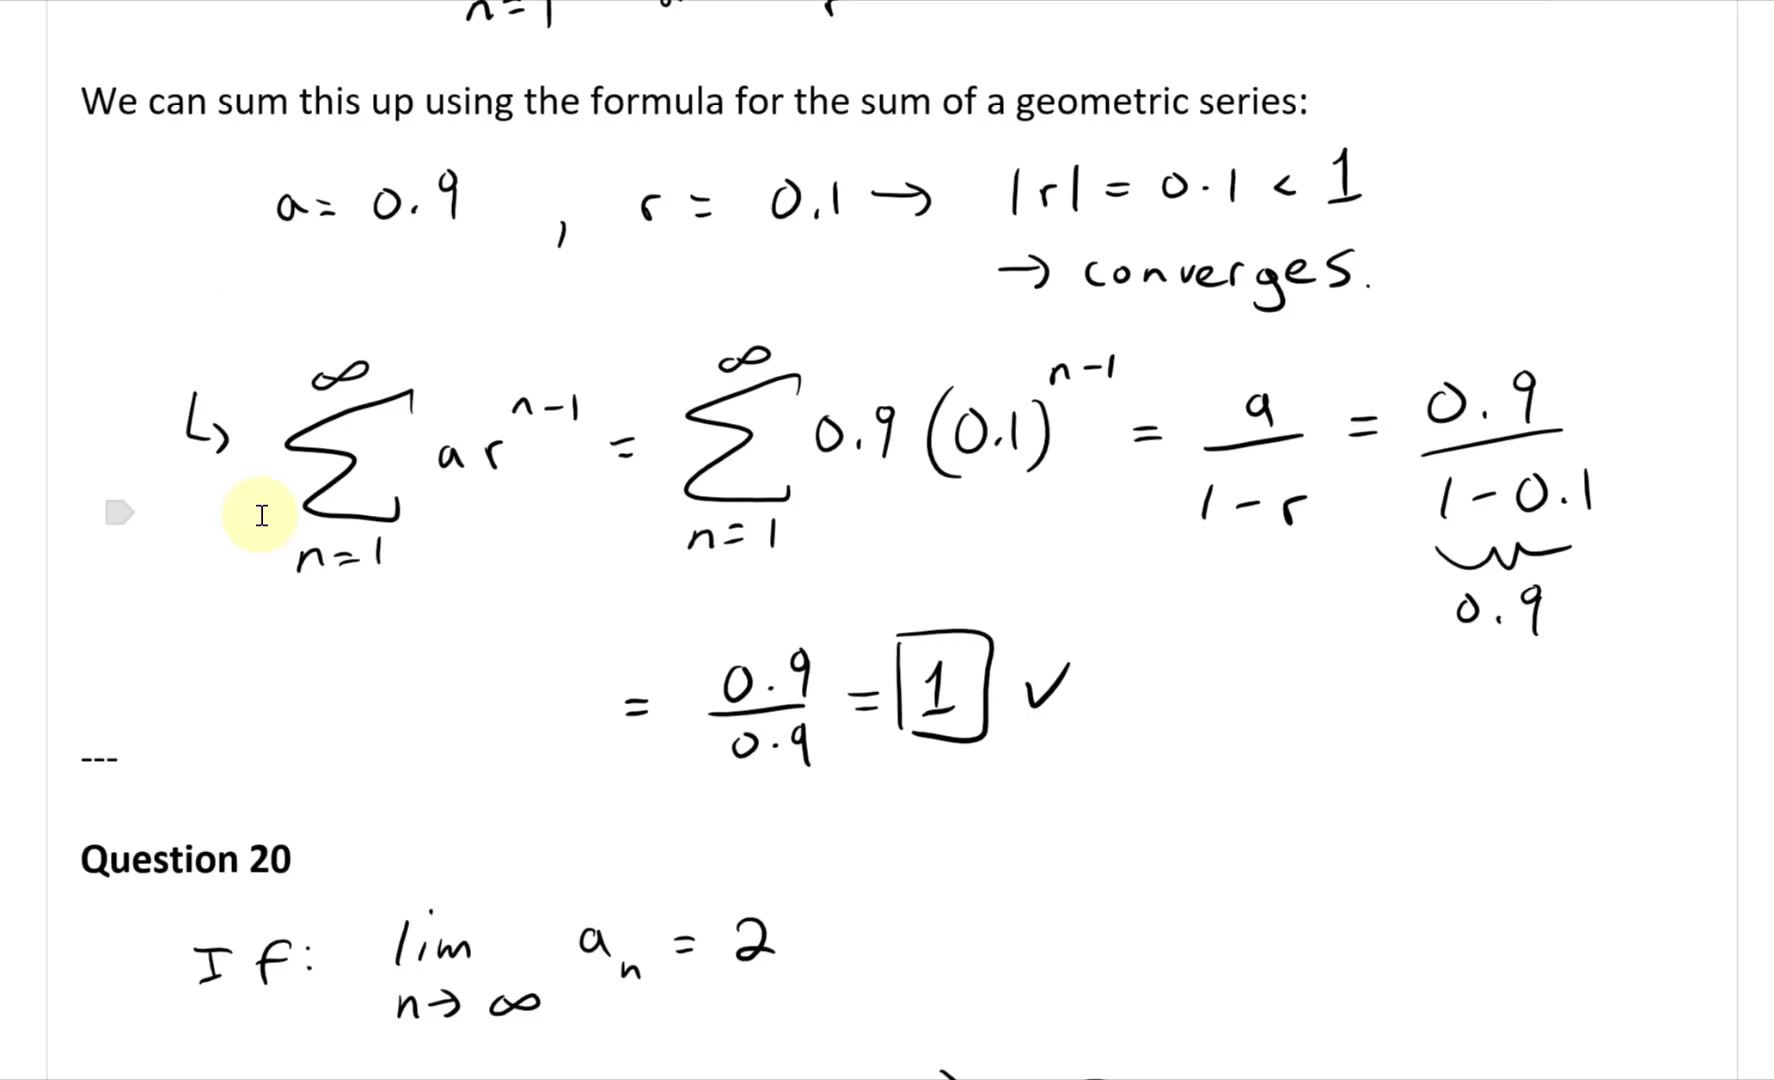 n=1
We can sum this up using the formula for the sum of a geometric series:
a= 0.9 , r= 0.1 → |r| = 0.1 < 1
→ converges.
↳ ∞ ∑ n=1 ar^(n-1) = ∞ ∑ n=1 0.9 (0.1)^(n-1) = a/(1-r) = 0.9/(1-0.1)
0.9
= 0.9/0.9 = 1 ✓
---
Question 20
If: lim a_n = 2
n→ ∞